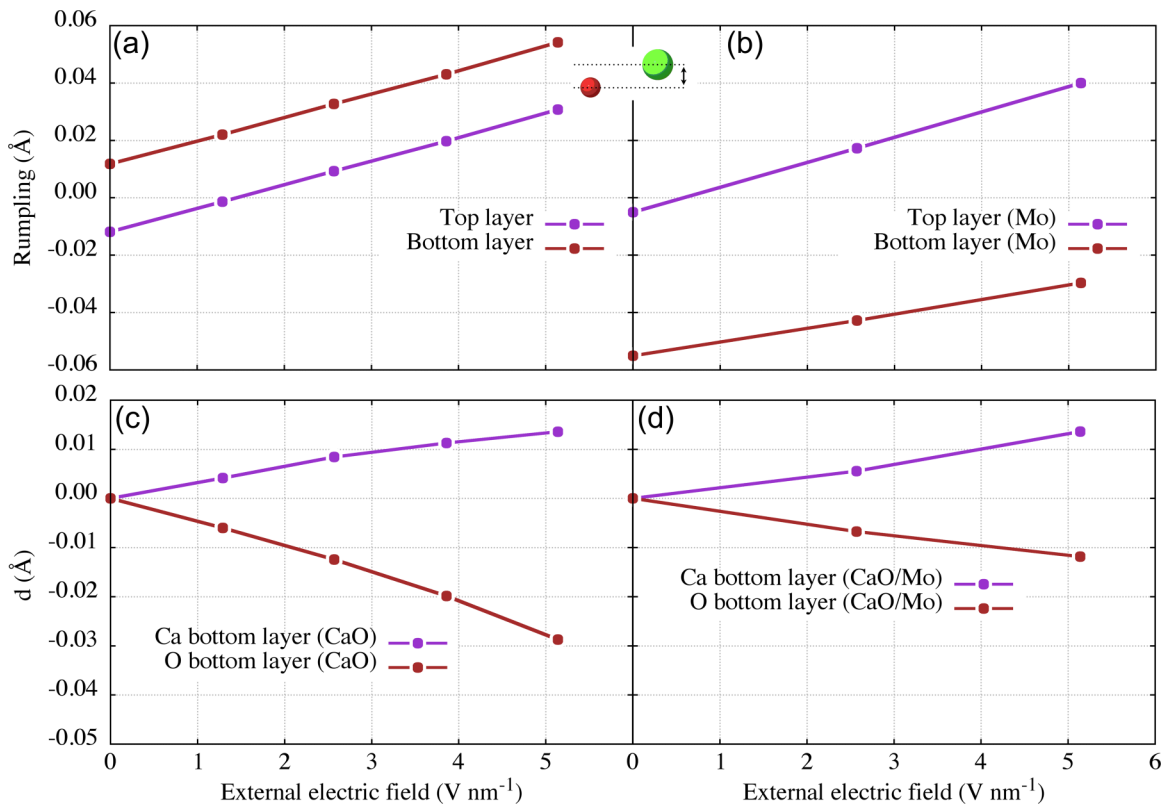 (a)
(b)
0.06
0.04
0.02
0.00
-0.02
-0.04
-0.06
Rumpling (Å)
Top layer
Bottom layer
Top layer (Mo)
Bottom layer (Mo)
(c)
(d)
0.02
0.01
0.00
-0.01
-0.02
-0.03
-0.04
-0.05
d (Å)
Ca bottom layer (CaO)
O bottom layer (CaO)
Ca bottom layer (CaO/Mo)
O bottom layer (CaO/Mo)
0 1 2 3 4 5 0 1 2 3 4 5 6
External electric field (V nm⁻¹)
External electric field (V nm⁻¹)